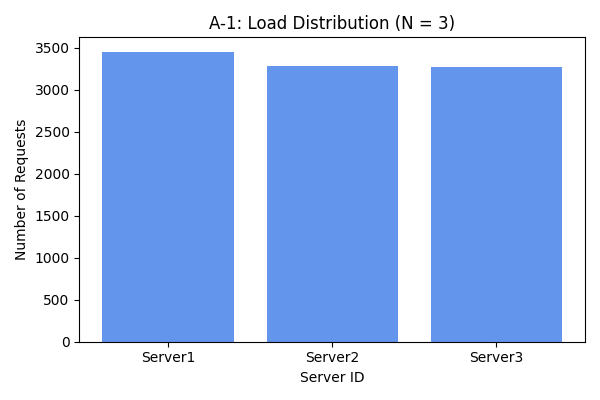 A-1: Load Distribution (N = 3)
3500
3000
2500
2000
1500
1000
500
0
Number of Requests
Server1 Server2 Server3
Server ID